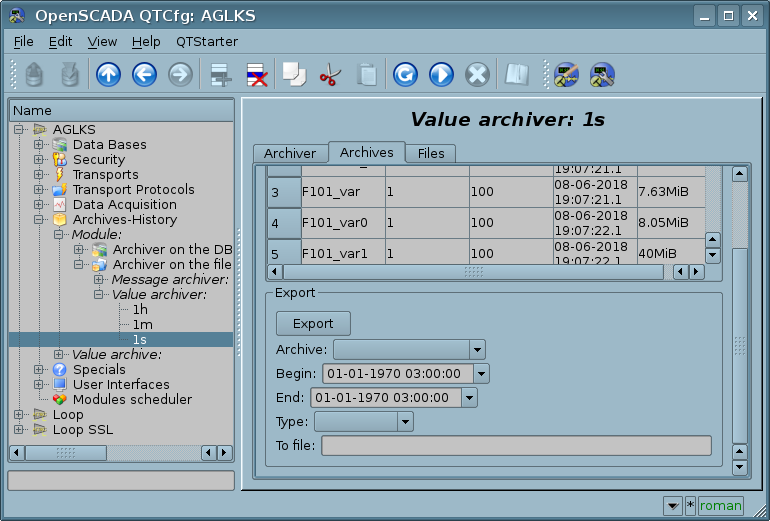 OpenSCADA QTCfg: AGLKS
File Edit View Help QTStarter
Name
AGLKS
Data Bases
Security
Transports
Transport Protocols
Data Acquisition
Archives-History
Module:
Archiver on the DB
Archiver on the file
Message archiver:
Value archiver:
1h
1m
1s
Value archive:
Specials
User Interfaces
Modules scheduler
Loop
Loop SSL
Value archiver: 1s
Archiver Archives Files
19:07:21.1
3 F101_var 1 100 08-06-2018 19:07:21.1 7.63MiB
4 F101_var0 1 100 08-06-2018 19:07:22.1 8.05MiB
5 F101_var1 1 100 08-06-2018 19:07:22.1 40MiB
Export
Export
Archive:
Begin: 01-01-1970 03:00:00
End: 01-01-1970 03:00:00
Type:
To file:
* roman